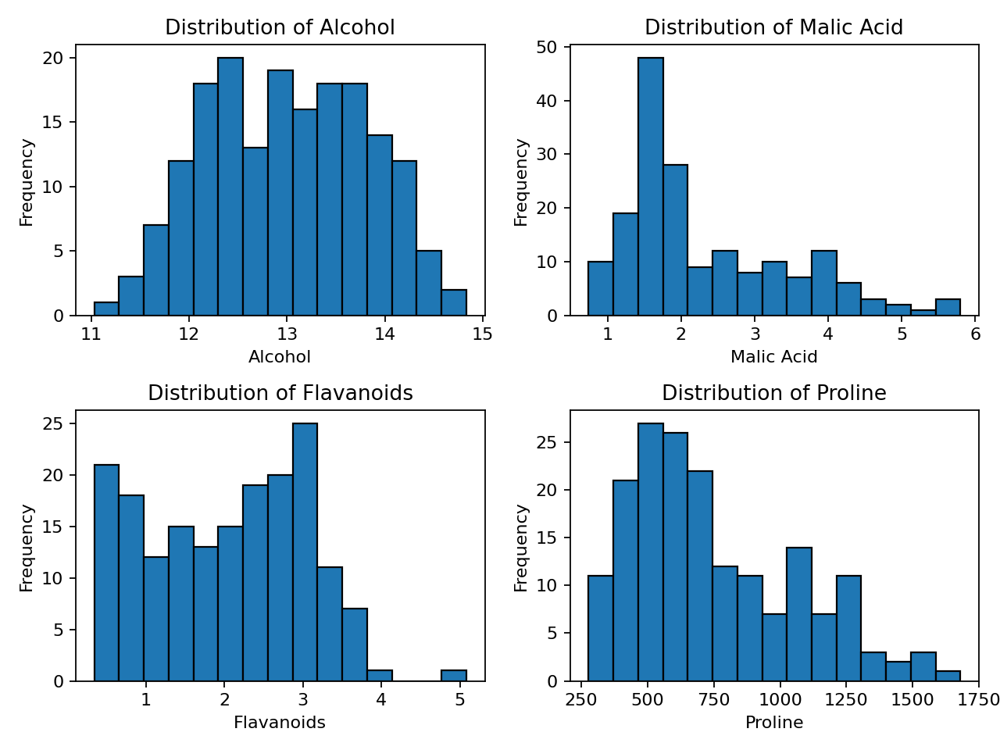 Distribution of Alcohol
20
15
10
5
0
Frequency
11 12 13 14 15
Alcohol
Distribution of Malic Acid
50
40
30
20
10
0
Frequency
1 2 3 4 5 6
Malic Acid
Distribution of Flavanoids
25
20
15
10
5
0
Frequency
1 2 3 4 5
Flavanoids
Distribution of Proline
25
20
15
10
5
0
Frequency
250 500 750 1000 1250 1500 1750
Proline